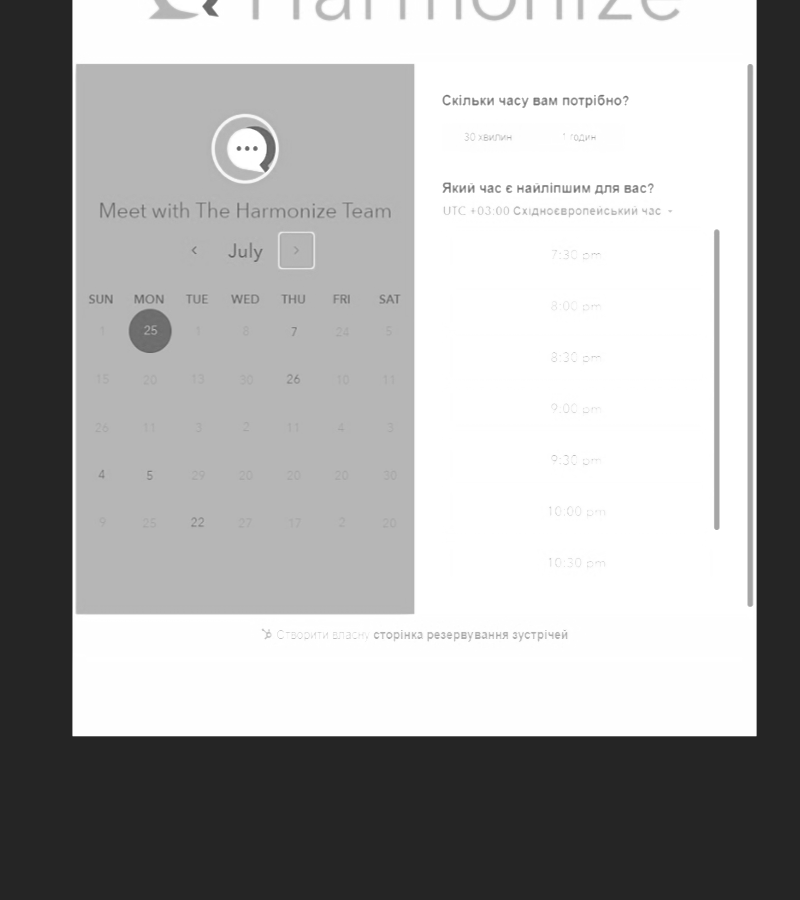 Harmonize
Meet with The Harmonize Team
July
SUN MON TUE WED THU FRI SAT
1 25 1 8 7 24 5
15 20 13 30 26 10 11
26 11 3 2 11 4 3
4 5 29 20 20 20 30
9 25 22 27 17 2 20
Скільки часу вам потрібно?
30 хвилин 1 годин
Який час є найліпшим для вас?
UTC +03:00 Східноєвропейський час
7:30 pm
8:00 pm
8:30 pm
9:00 pm
9:30 pm
10:00 pm
10:30 pm
Створити власну сторінка резервування зустрічей